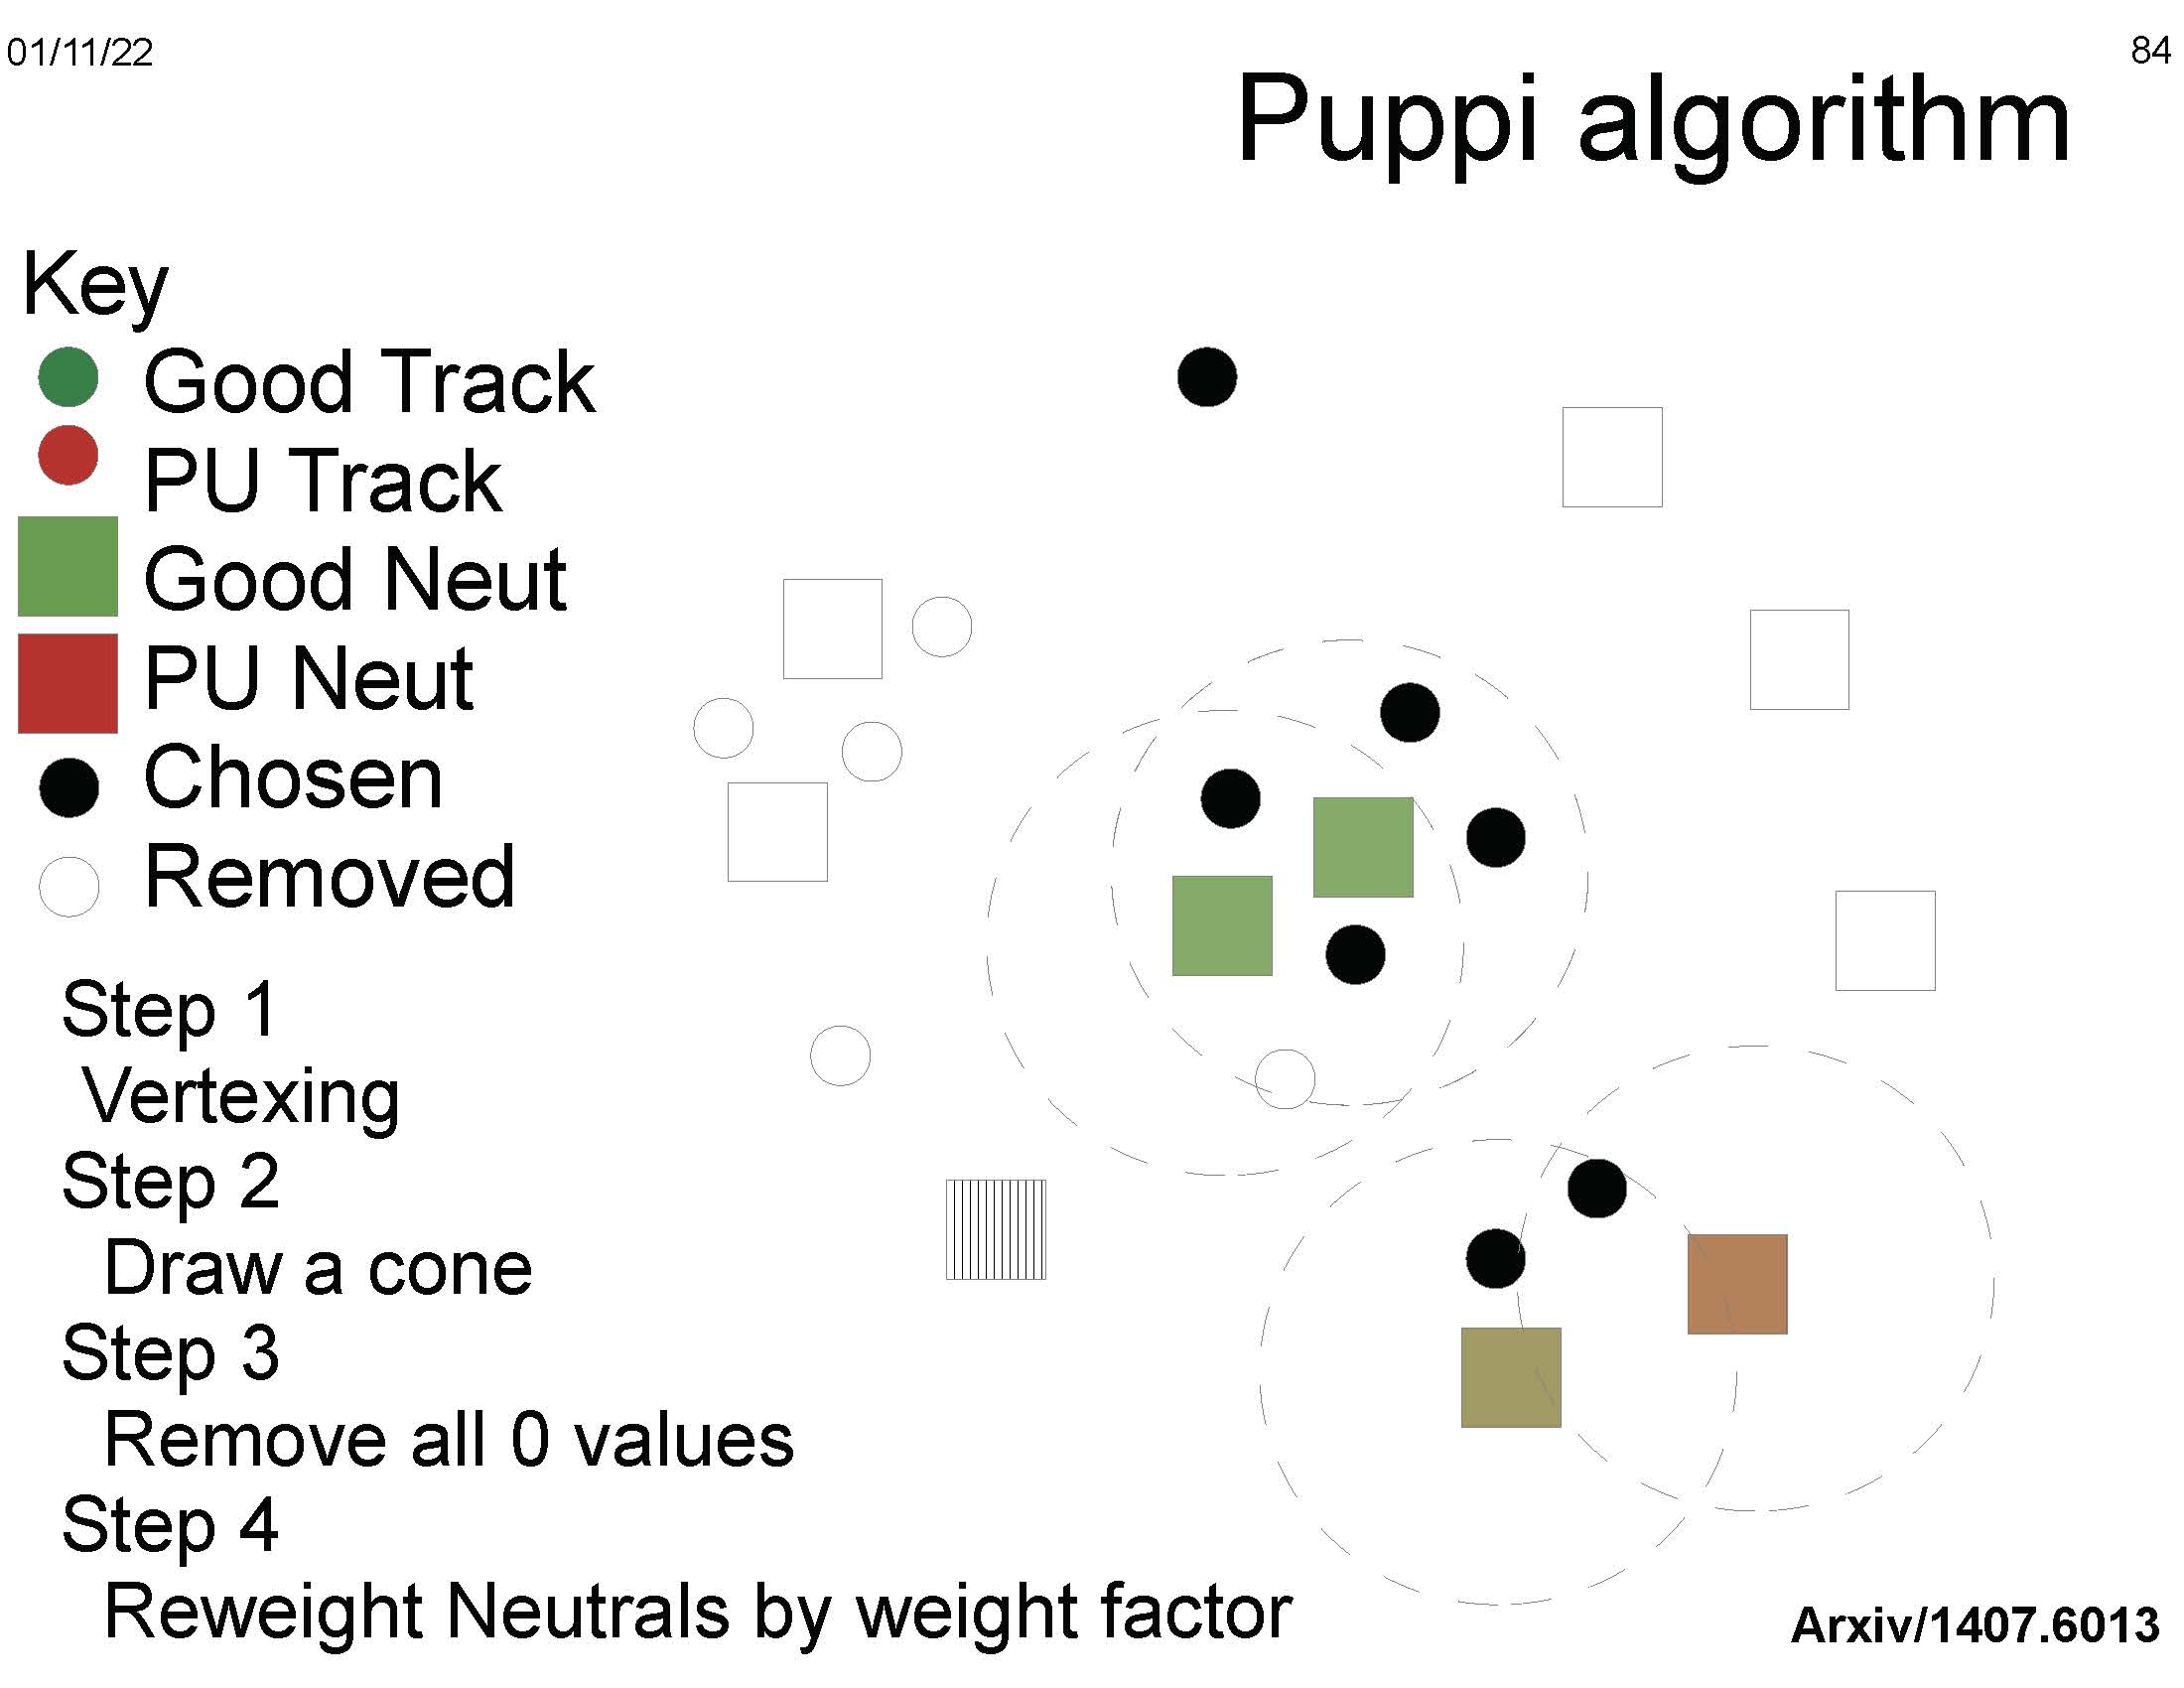 01/11/22
84
Puppi algorithm
Key
Good Track
PU Track
Good Neut
PU Neut
Chosen
Removed
Step 1
Vertexing
Step 2
Draw a cone
Step 3
Remove all 0 values
Step 4
Reweight Neutrals by weight factor
Arxiv/1407.6013